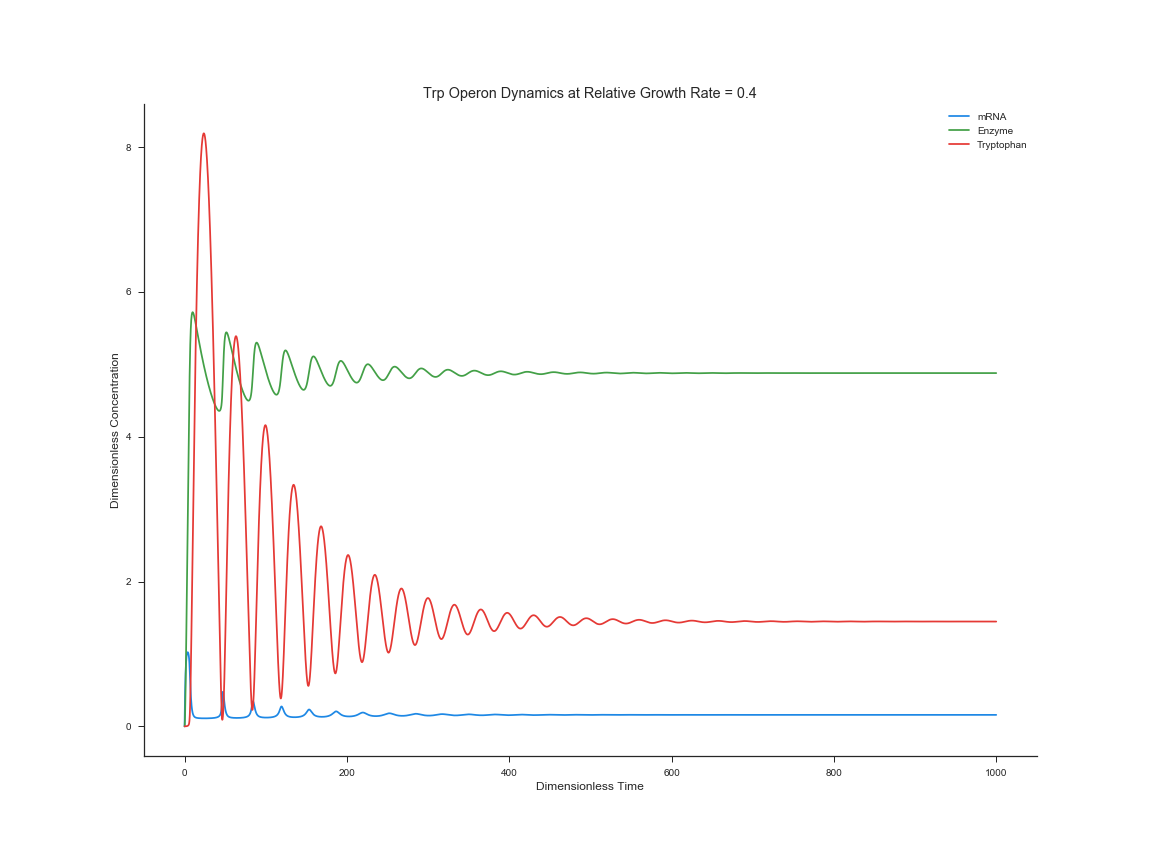 Trp Operon Dynamics at Relative Growth Rate = 0.4
mRNA
Enzyme
Tryptophan
Dimensionless Concentration
8
6
4
2
0
0 200 400 600 800 1000
Dimensionless Time